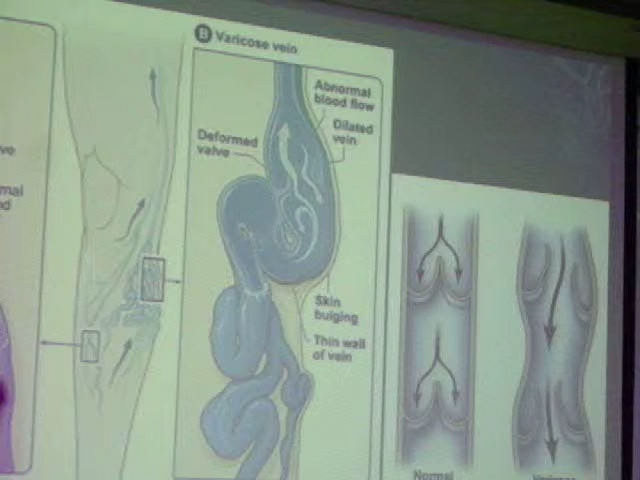 B Varicose vein
Abnormal
blood flow
Dilated
vein
Deformed
valve
Skin
bulging
Thin wall
of vein
Normal